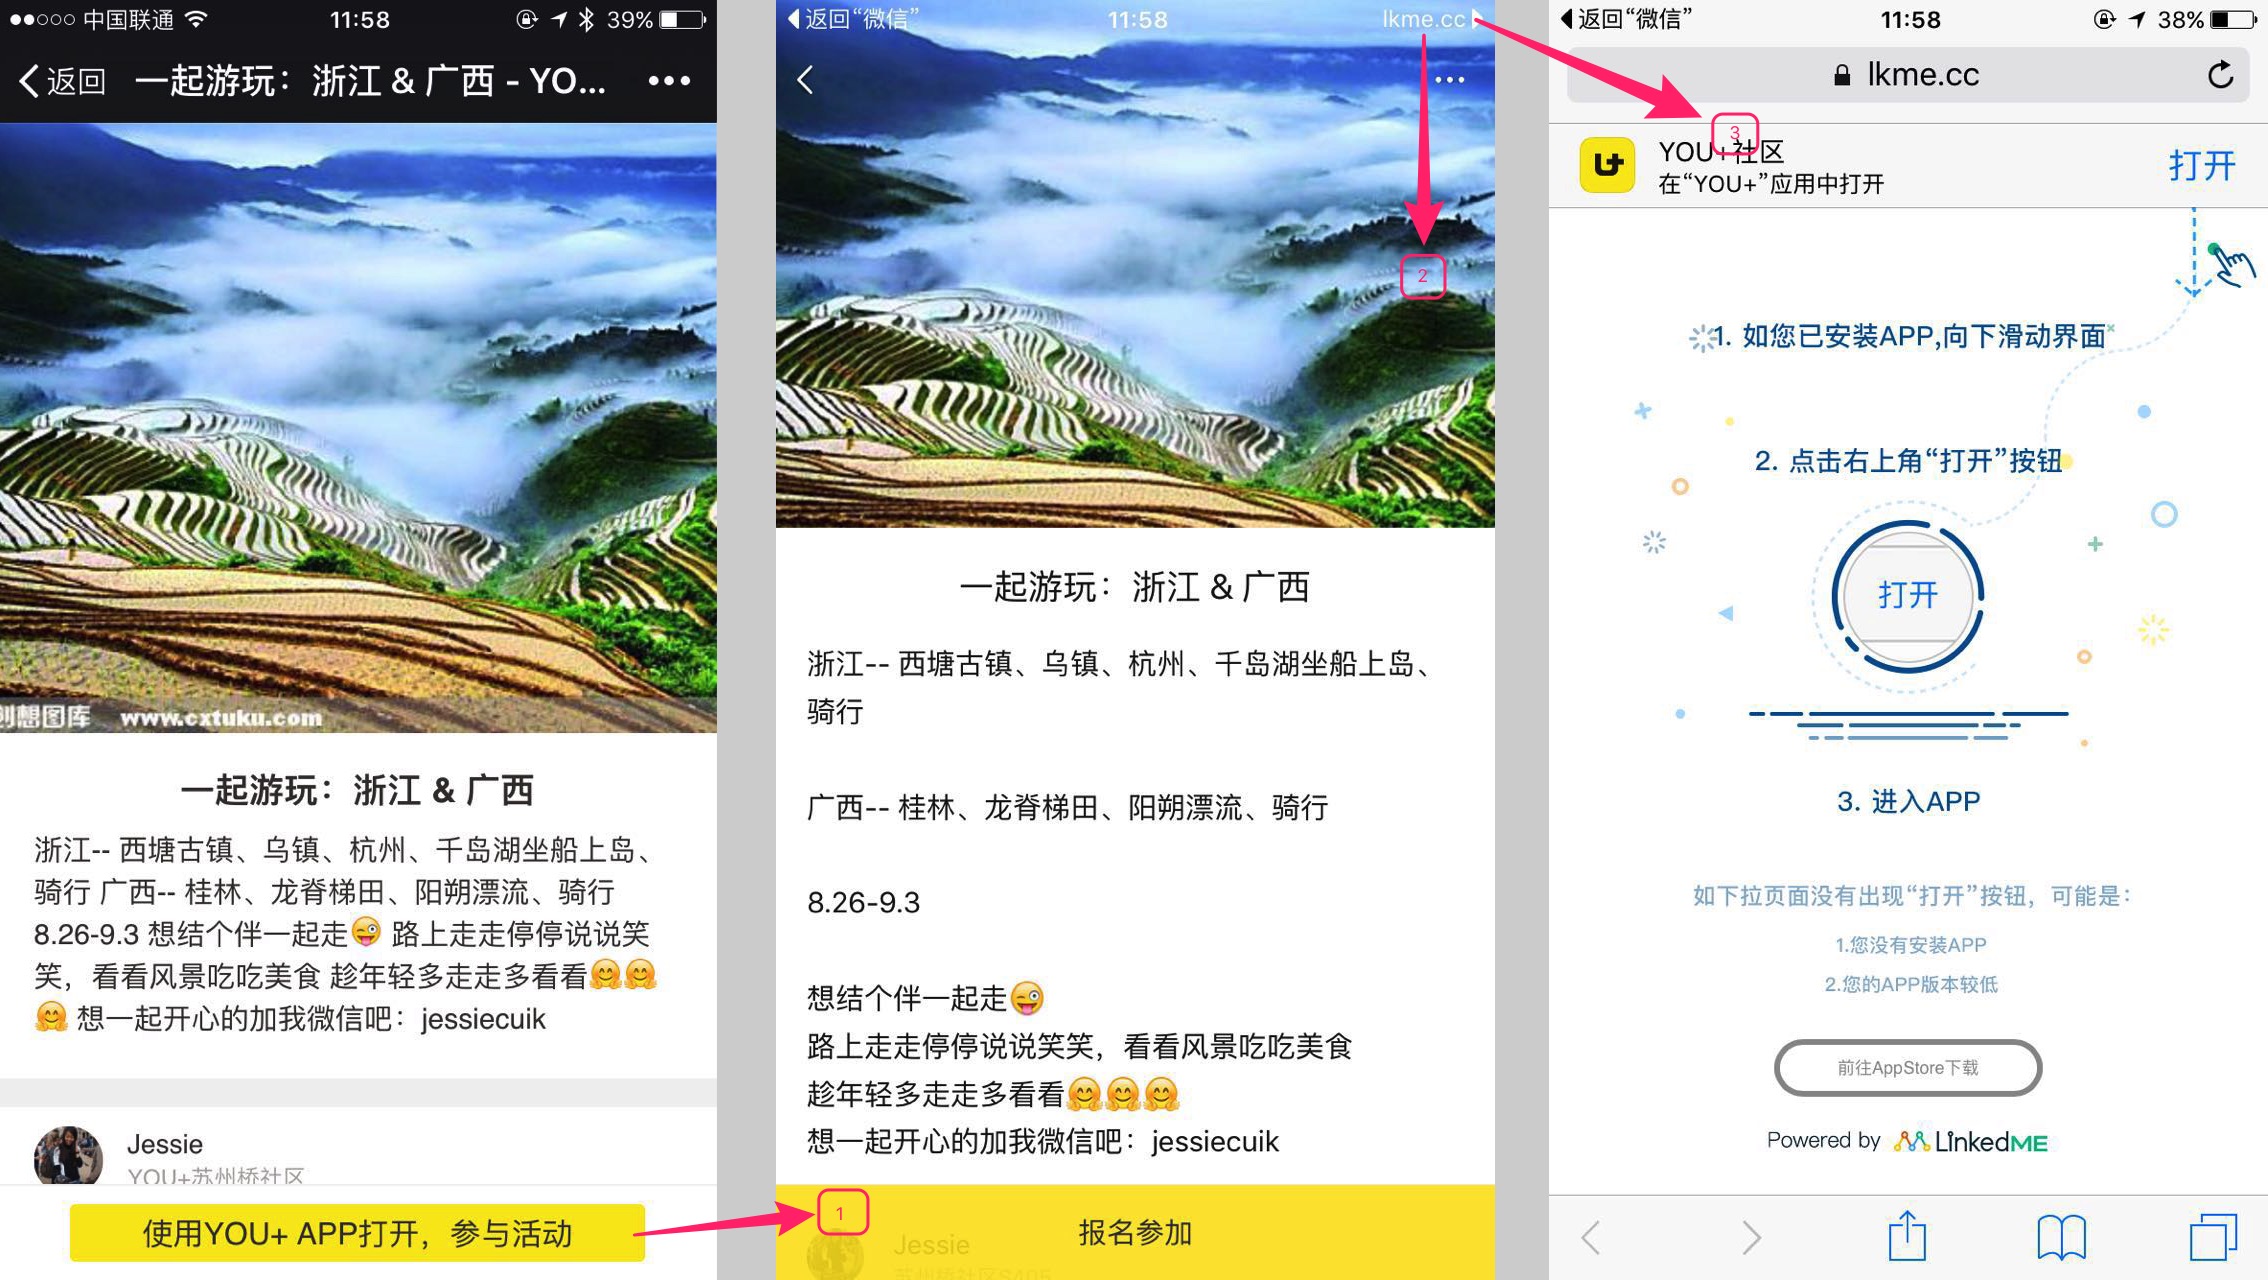 中国联通 11:58 39%
返回 一起游玩：浙江 & 广西 - YO...
创想图库 www.cxtuku.com
一起游玩：浙江 & 广西
浙江-- 西塘古镇、乌镇、杭州、千岛湖坐船上岛、
骑行 广西-- 桂林、龙脊梯田、阳朔漂流、骑行
8.26-9.3 想结个伴一起走😜 路上走走停停说说笑
笑，看看风景吃吃美食 趁年轻多走走多看看🤗🤗
🤗 想一起开心的加我微信吧：jessiecuik
Jessie
YOU+苏州桥社区
使用YOU+ APP打开，参与活动
返回“微信” 11:58 lkme.cc
2
一起游玩：浙江 & 广西
浙江-- 西塘古镇、乌镇、杭州、千岛湖坐船上岛、
骑行
广西-- 桂林、龙脊梯田、阳朔漂流、骑行
8.26-9.3
想结个伴一起走😜
路上走走停停说说笑笑，看看风景吃吃美食
趁年轻多走走多看看🤗🤗🤗
想一起开心的加我微信吧：jessiecuik
1
报名参加
Jessie
苏州桥社区S405
返回“微信” 11:58 38%
lkme.cc
3
YOU+社区
在“YOU+”应用中打开
打开
1. 如您已安装APP,向下滑动界面
2. 点击右上角“打开”按钮
打开
3. 进入APP
如下拉页面没有出现“打开”按钮，可能是：
1.您没有安装APP
2.您的APP版本较低
前往AppStore下载
Powered by LinkedME